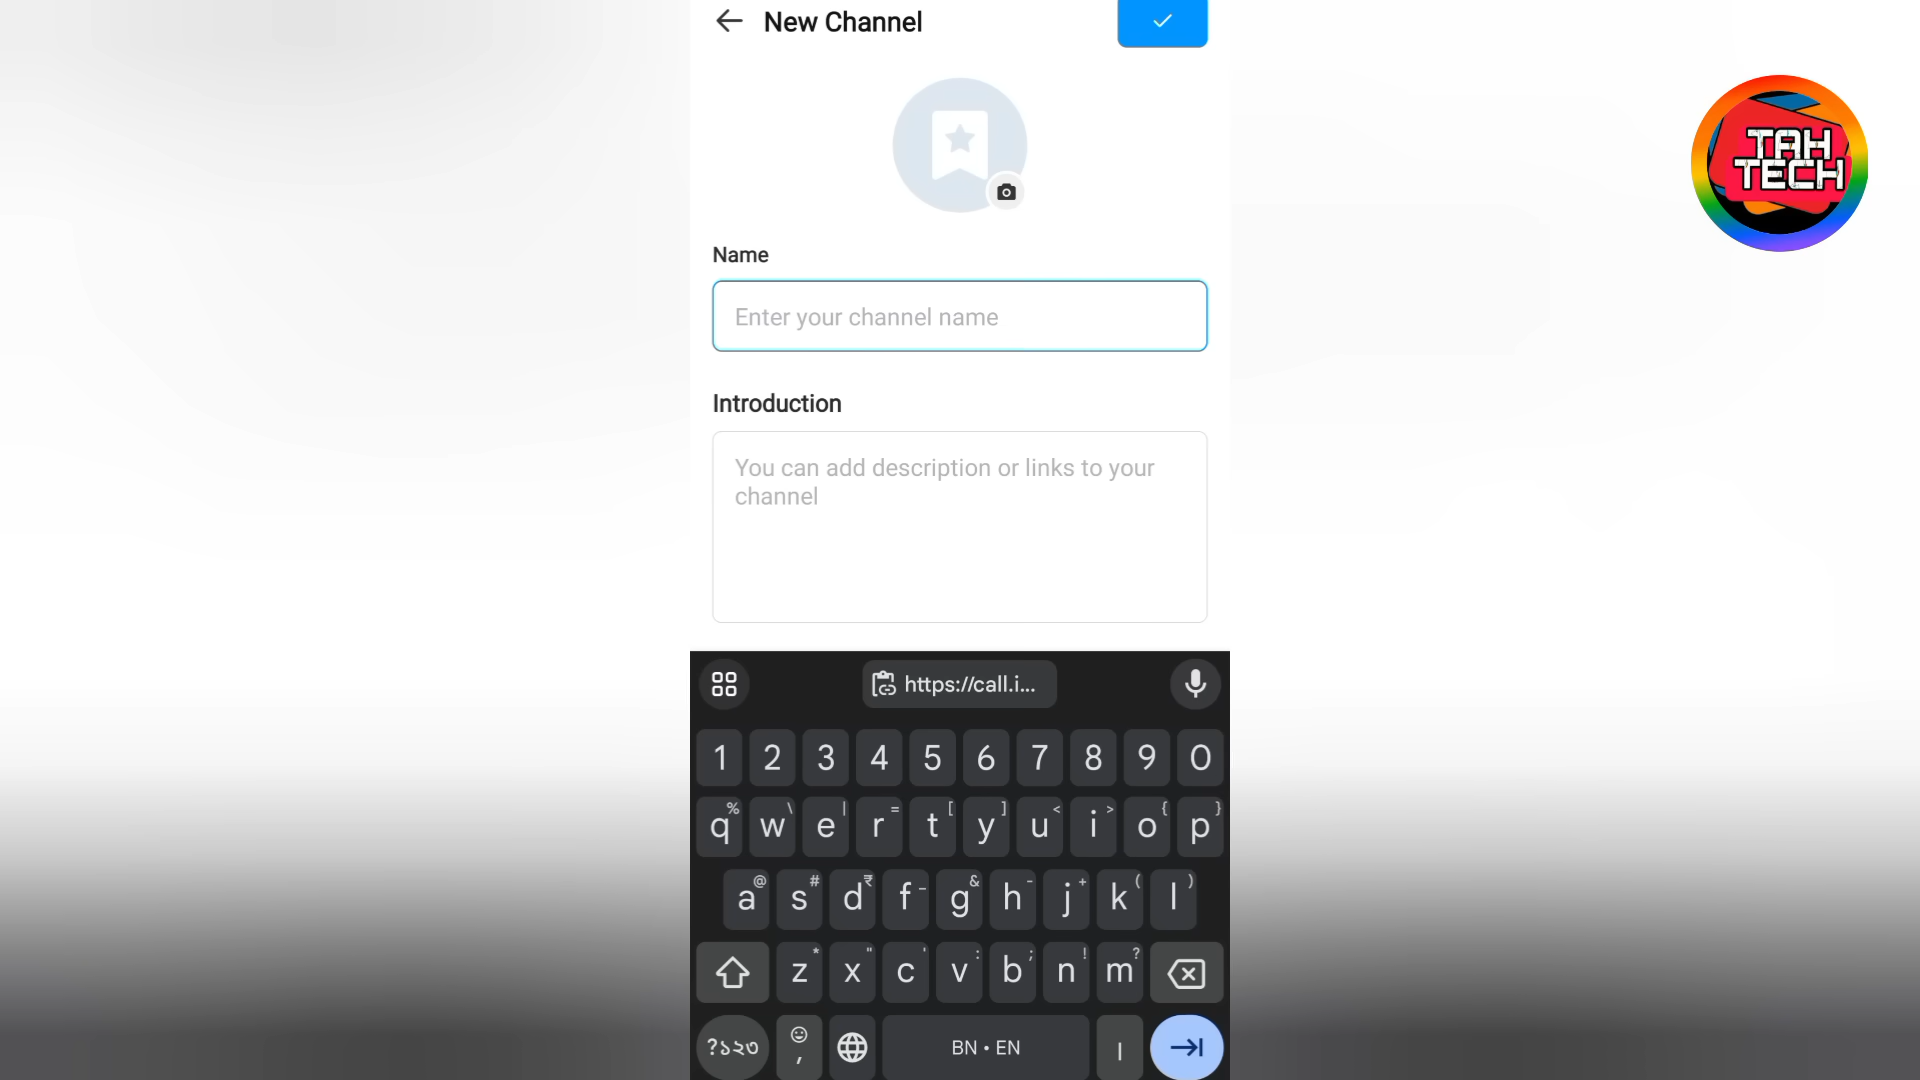 New Channel
TAH
TECH
Name
Enter your channel name
Introduction
You can add description or links to your
channel
https://call.i...
1 2 3 4 5 6 7 8 9 0
% \ | = [ ] < > { }
q w e r t y u i o p
@ # ₹ _ & - + ( )
a s d f g h j k l
* " ' : ; ! ?
z x c v b n m
?১২৩ , BN • EN ।